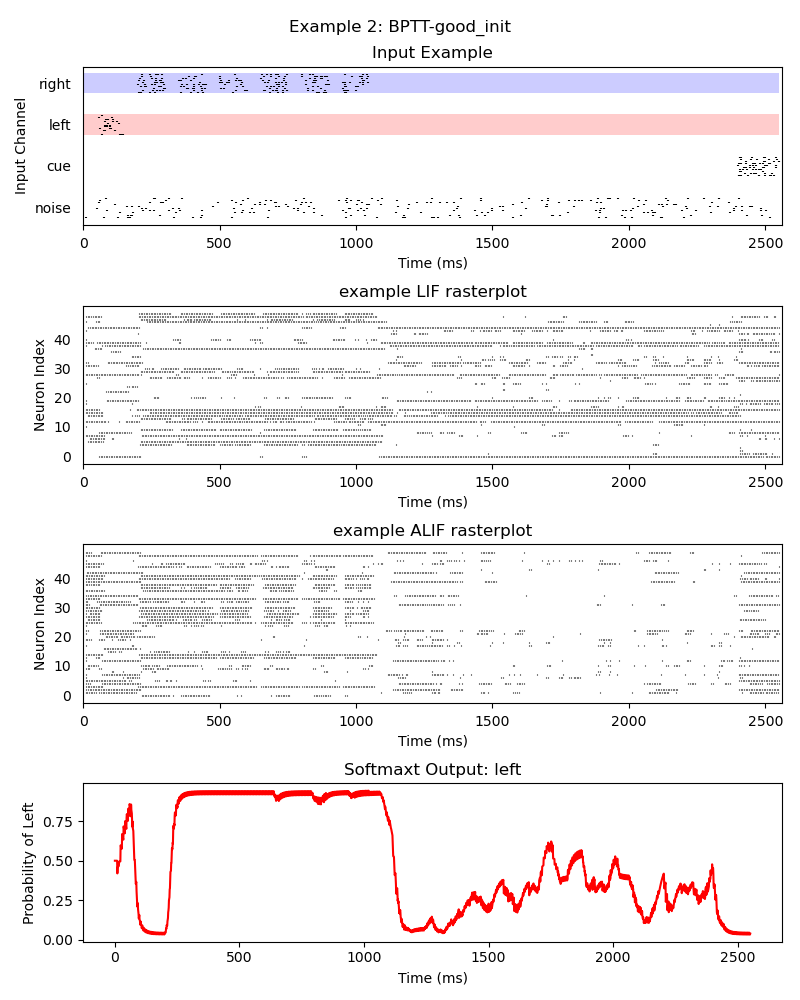 Example 2: BPTT-good_init
Input Example
Input Channel
right
left
cue
noise
0 500 1000 1500 2000 2500
Time (ms)
example LIF rasterplot
Neuron Index
40
30
20
10
0
0 500 1000 1500 2000 2500
Time (ms)
example ALIF rasterplot
Neuron Index
40
30
20
10
0
0 500 1000 1500 2000 2500
Time (ms)
Softmaxt Output: left
Probability of Left
0.75
0.50
0.25
0.00
0 500 1000 1500 2000 2500
Time (ms)